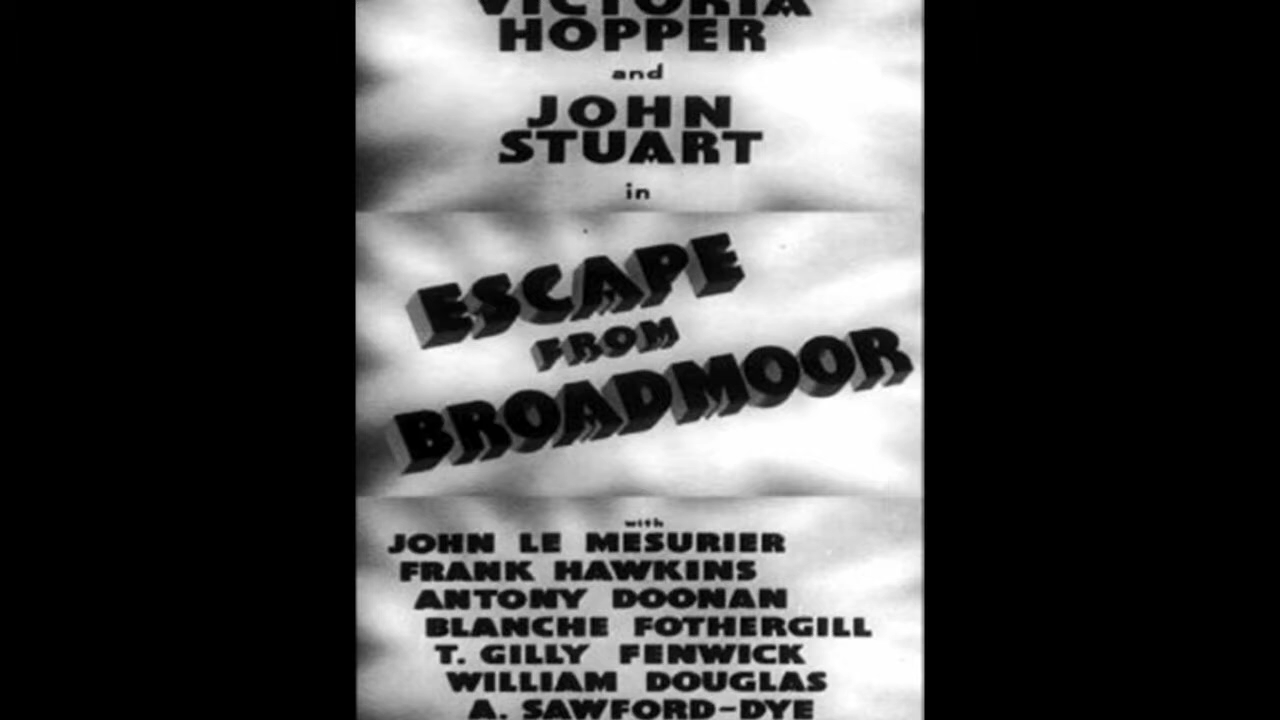 VICTORIA
HOPPER
and
JOHN
STUART
in
ESCAPE
FROM
BROADMOOR
with
JOHN LE MESURIER
FRANK HAWKINS
ANTONY DOONAN
BLANCHE FOTHERGILL
T. GILLY FENWICK
WILLIAM DOUGLAS
A. SAWFORD-DYE